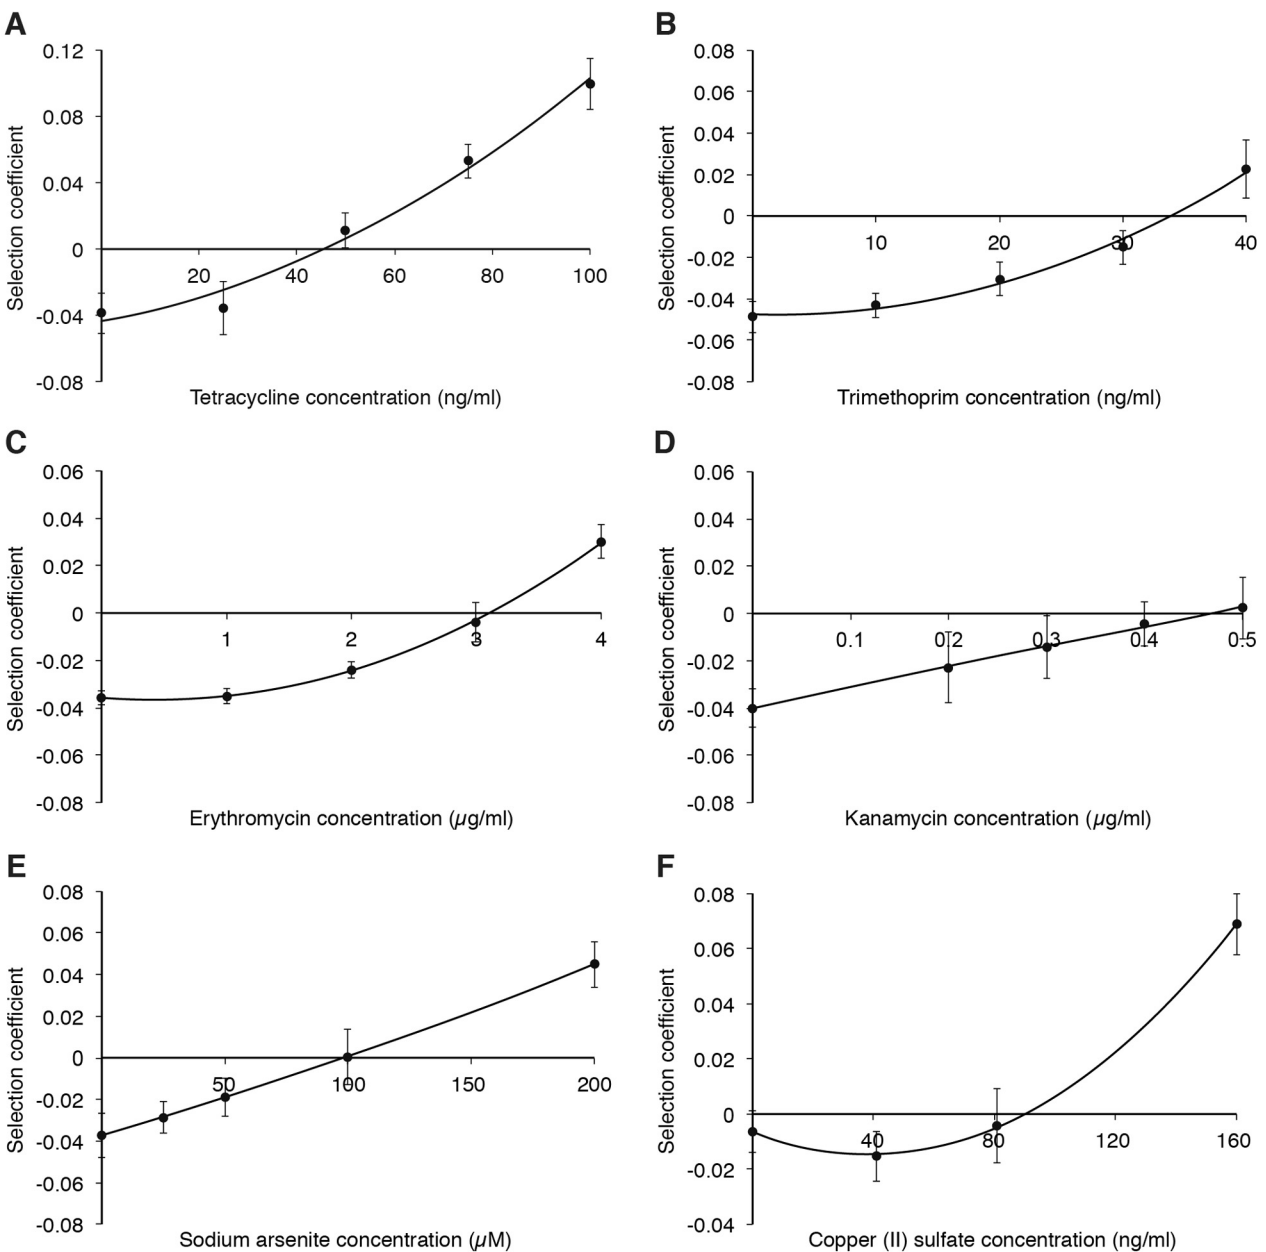 A
0.12
0.08
0.04
0
-0.04
-0.08
20 40 60 80 100
Selection coefficient
Tetracycline concentration (ng/ml)
B
0.08
0.06
0.04
0.02
0
-0.02
-0.04
-0.06
-0.08
10 20 30 40
Selection coefficient
Trimethoprim concentration (ng/ml)
C
0.06
0.04
0.02
0
-0.02
-0.04
-0.06
-0.08
1 2 3 4
Selection coefficient
Erythromycin concentration (µg/ml)
D
0.06
0.04
0.02
0
-0.02
-0.04
-0.06
-0.08
0.1 0.2 0.3 0.4 0.5
Selection coefficient
Kanamycin concentration (µg/ml)
E
0.08
0.06
0.04
0.02
0
-0.02
-0.04
-0.06
-0.08
50 100 150 200
Selection coefficient
Sodium arsenite concentration (µM)
F
0.08
0.06
0.04
0.02
0
-0.02
-0.04
40 80 120 160
Selection coefficient
Copper (II) sulfate concentration (ng/ml)